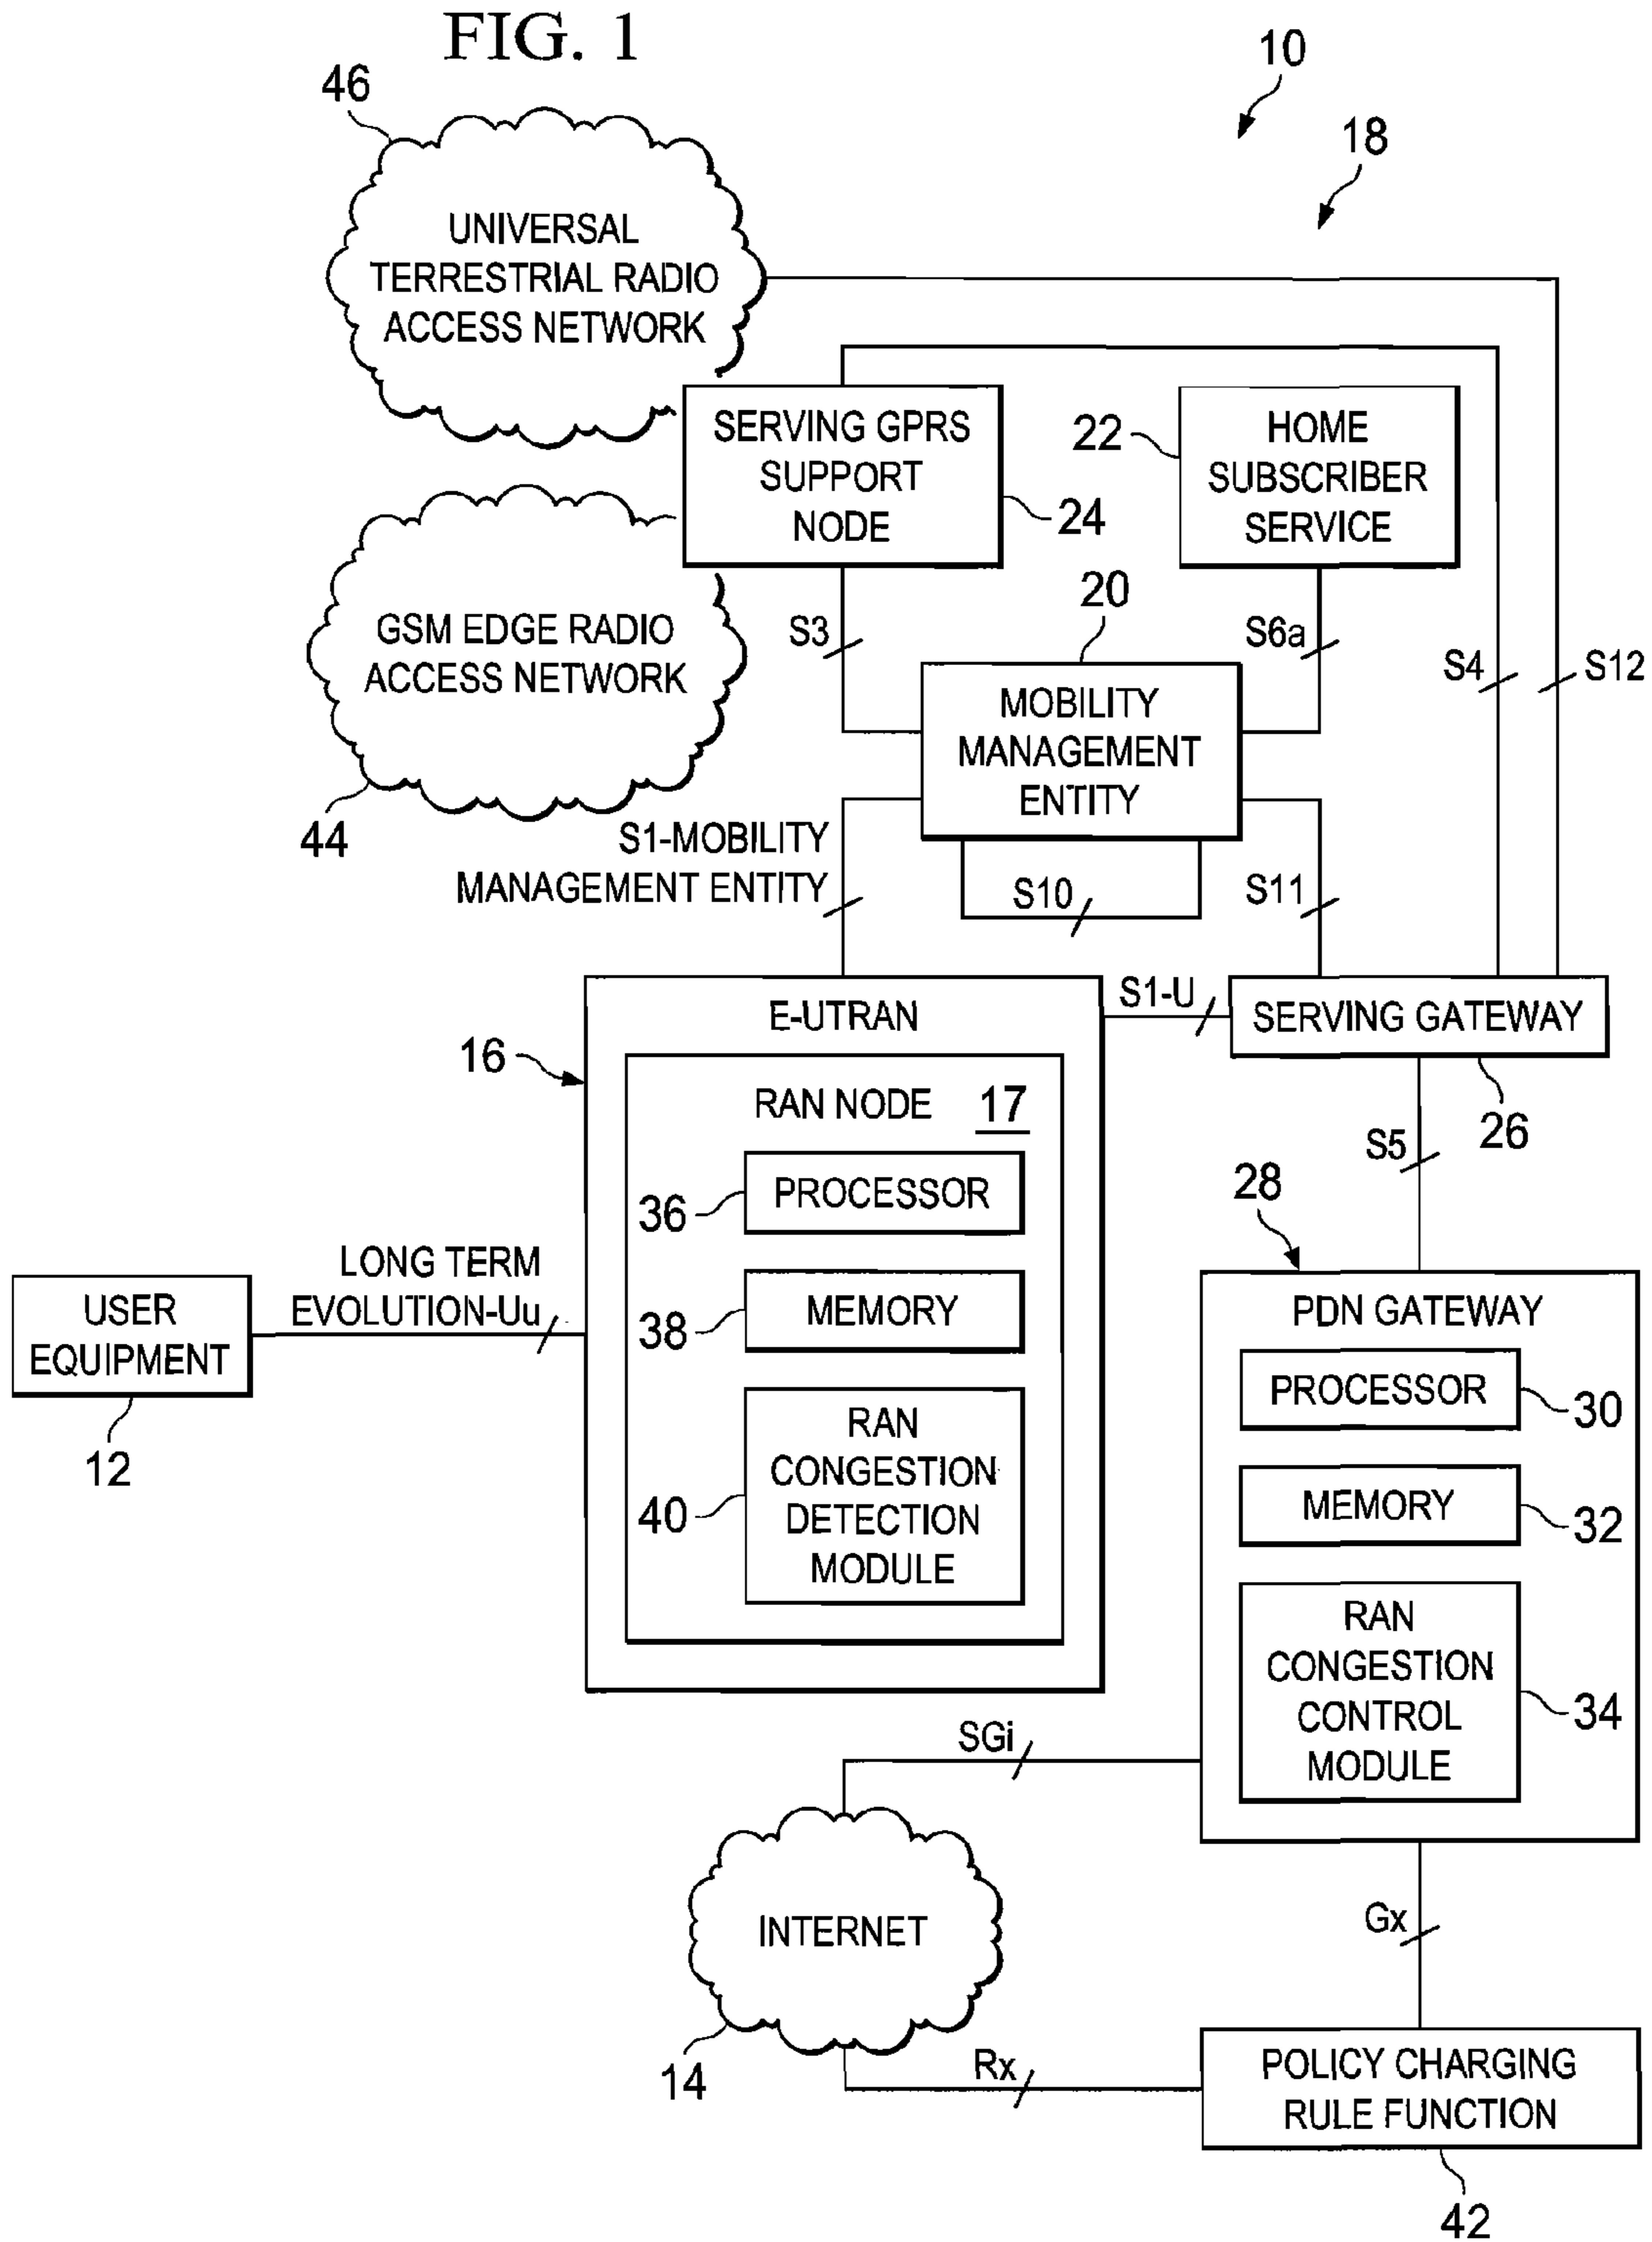 FIG. 1
10
46
18
UNIVERSAL
TERRESTRIAL RADIO
ACCESS NETWORK
SERVING GPRS
SUPPORT
NODE
24
22
HOME
SUBSCRIBER
SERVICE
GSM EDGE RADIO
ACCESS NETWORK
44
S3
20
S6a
S4
S12
MOBILITY
MANAGEMENT
ENTITY
S1-MOBILITY
MANAGEMENT ENTITY
S10
S11
E-UTRAN
S1-U
SERVING GATEWAY
16
26
RAN NODE 17
S5
28
36
PROCESSOR
38
MEMORY
40
RAN
CONGESTION
DETECTION
MODULE
LONG TERM
EVOLUTION-Uu
USER
EQUIPMENT
12
PDN GATEWAY
PROCESSOR
30
MEMORY
32
RAN
CONGESTION
CONTROL
MODULE
34
SGi
INTERNET
14
Gx
Rx
POLICY CHARGING
RULE FUNCTION
42